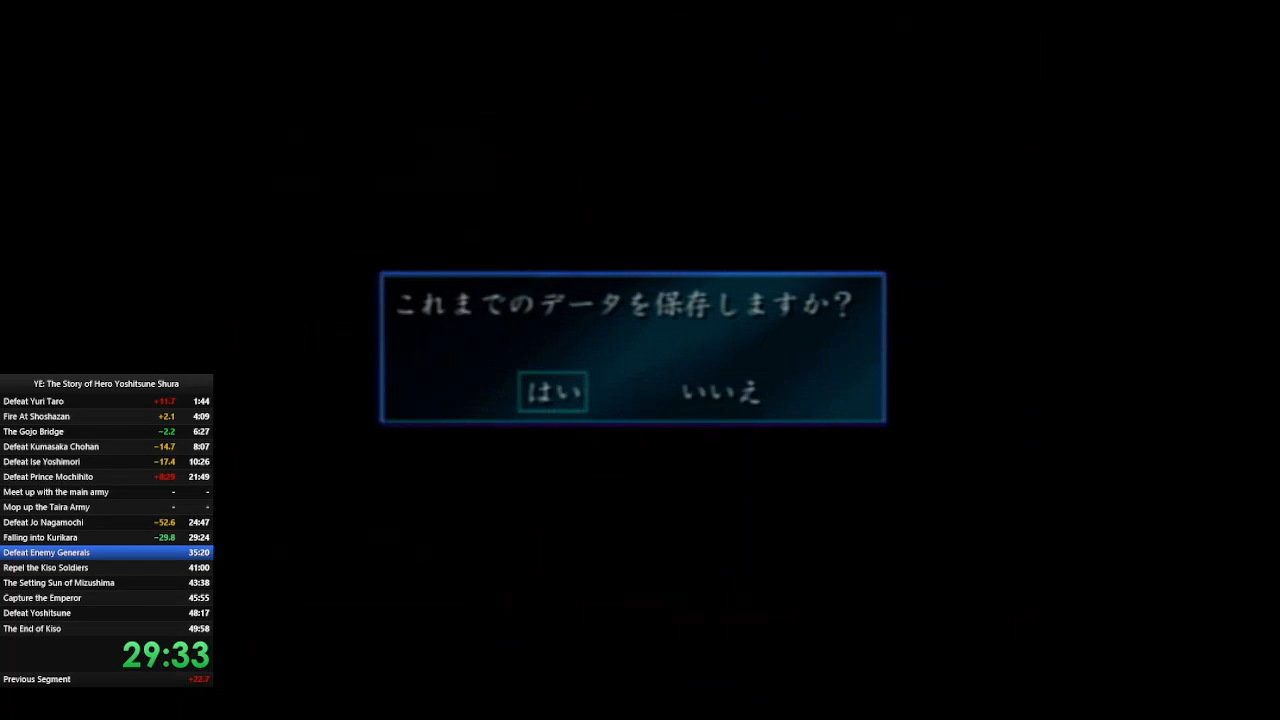 これまでのデータを保存しますか?
はい いいえ
YE: The Story of Hero Yoshitsune Shura
Defeat Yuri Taro +11.7 1:44
Fire At Shoshazan +2.1 4:09
The Gojo Bridge −2.2 6:27
Defeat Kumasaka Chohan −14.7 8:07
Defeat Ise Yoshimori −17.4 10:26
Defeat Prince Mochihito +8:29 21:49
Meet up with the main army - -
Mop up the Taira Army - -
Defeat Jo Nagamochi −52.6 24:47
Falling into Kurikara −29.8 29:24
Defeat Enemy Generals 35:20
Repel the Kiso Soldiers 41:00
The Setting Sun of Mizushima 43:38
Capture the Emperor 45:55
Defeat Yoshitsune 48:17
The End of Kiso 49:58
29:33
Previous Segment +22.7